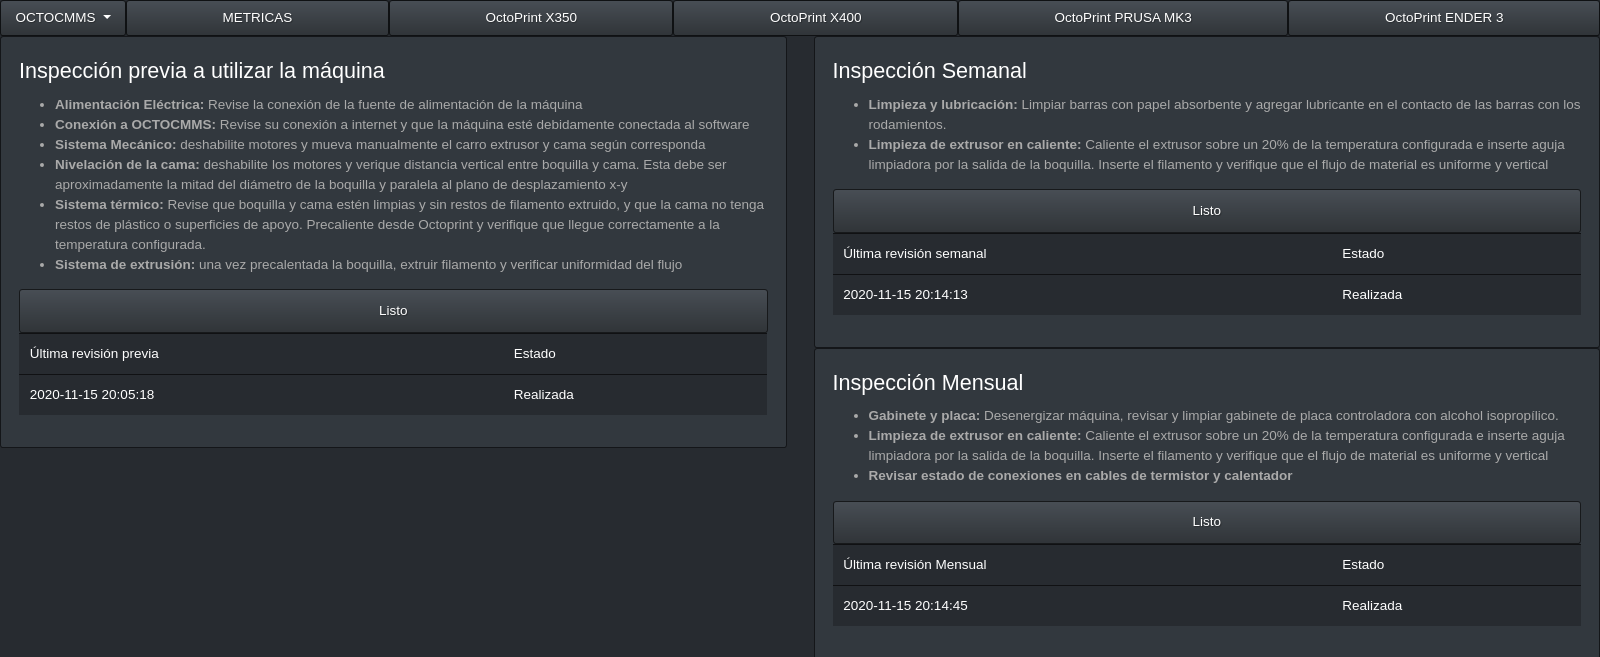 OCTOCMMS
METRICAS
OctoPrint X350
OctoPrint X400
OctoPrint PRUSA MK3
OctoPrint ENDER 3
Inspección previa a utilizar la máquina
Alimentación Eléctrica: Revise la conexión de la fuente de alimentación de la máquina
Conexión a OCTOCMMS: Revise su conexión a internet y que la máquina esté debidamente conectada al software
Sistema Mecánico: deshabilite motores y mueva manualmente el carro extrusor y cama según corresponda
Nivelación de la cama: deshabilite los motores y verique distancia vertical entre boquilla y cama. Esta debe ser
aproximadamente la mitad del diámetro de la boquilla y paralela al plano de desplazamiento x-y
Sistema térmico: Revise que boquilla y cama estén limpias y sin restos de filamento extruido, y que la cama no tenga
restos de plástico o superficies de apoyo. Precaliente desde Octoprint y verifique que llegue correctamente a la
temperatura configurada.
Sistema de extrusión: una vez precalentada la boquilla, extruir filamento y verificar uniformidad del flujo
Listo
Última revisión previa
Estado
2020-11-15 20:05:18
Realizada
Inspección Semanal
Limpieza y lubricación: Limpiar barras con papel absorbente y agregar lubricante en el contacto de las barras con los
rodamientos.
Limpieza de extrusor en caliente: Caliente el extrusor sobre un 20% de la temperatura configurada e inserte aguja
limpiadora por la salida de la boquilla. Inserte el filamento y verifique que el flujo de material es uniforme y vertical
Listo
Última revisión semanal
Estado
2020-11-15 20:14:13
Realizada
Inspección Mensual
Gabinete y placa: Desenergizar máquina, revisar y limpiar gabinete de placa controladora con alcohol isopropílico.
Limpieza de extrusor en caliente: Caliente el extrusor sobre un 20% de la temperatura configurada e inserte aguja
limpiadora por la salida de la boquilla. Inserte el filamento y verifique que el flujo de material es uniforme y vertical
Revisar estado de conexiones en cables de termistor y calentador
Listo
Última revisión Mensual
Estado
2020-11-15 20:14:45
Realizada